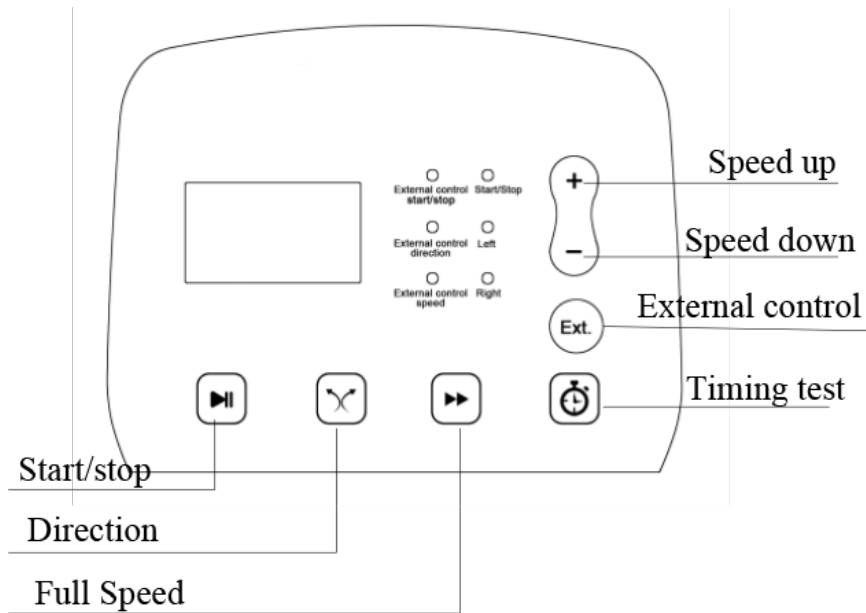 Speed up
External control Start/Stop
start/stop
+
Speed down
External control Left
direction
−
External control Right
speed
External control
Ext.
Timing test
Start/stop
Direction
Full Speed